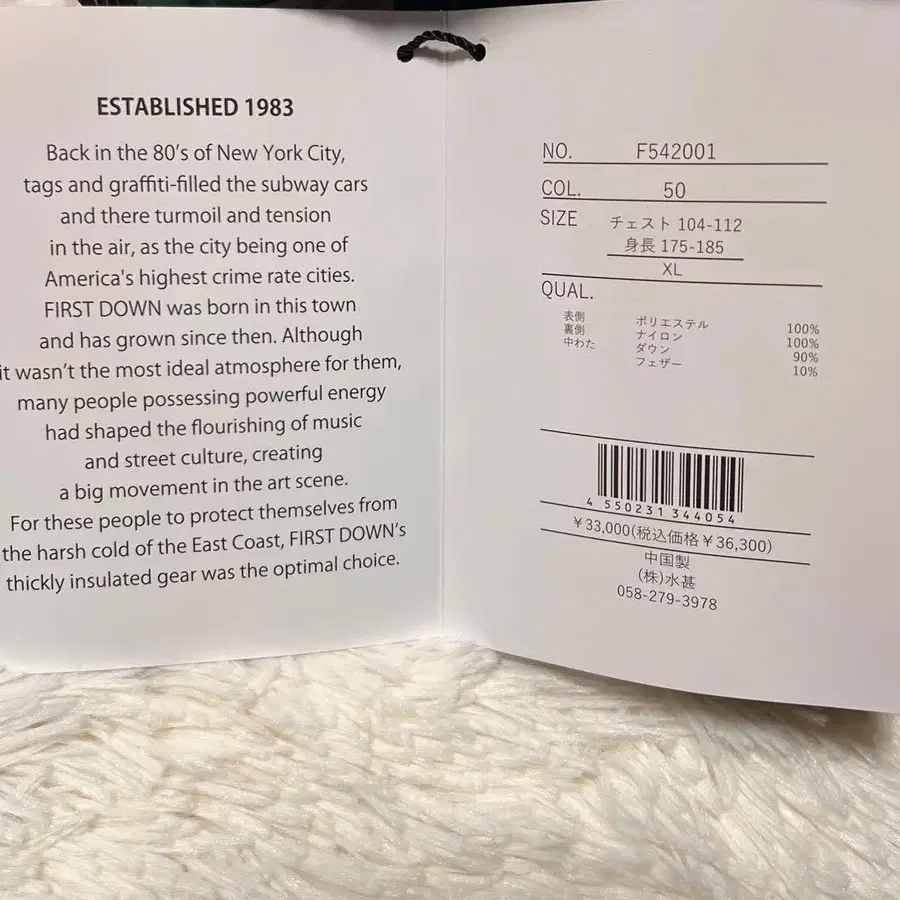 ESTABLISHED 1983
Back in the 80's of New York City,
tags and graffiti-filled the subway cars
and there turmoil and tension
in the air, as the city being one of
America's highest crime rate cities.
FIRST DOWN was born in this town
and has grown since then. Although
it wasn't the most ideal atmosphere for them,
many people possessing powerful energy
had shaped the flourishing of music
and street culture, creating
a big movement in the art scene.
For these people to protect themselves from
the harsh cold of the East Coast, FIRST DOWN's
thickly insulated gear was the optimal choice.
NO. F542001
COL. 50
SIZE チェスト 104-112
身長 175-185
XL
QUAL.
表側 ポリエステル 100%
裏側 ナイロン 100%
中わた ダウン 90%
フェザー 10%
4 550231 344054
¥33,000(税込価格¥36,300)
中国製
(株)水甚
058-279-3978